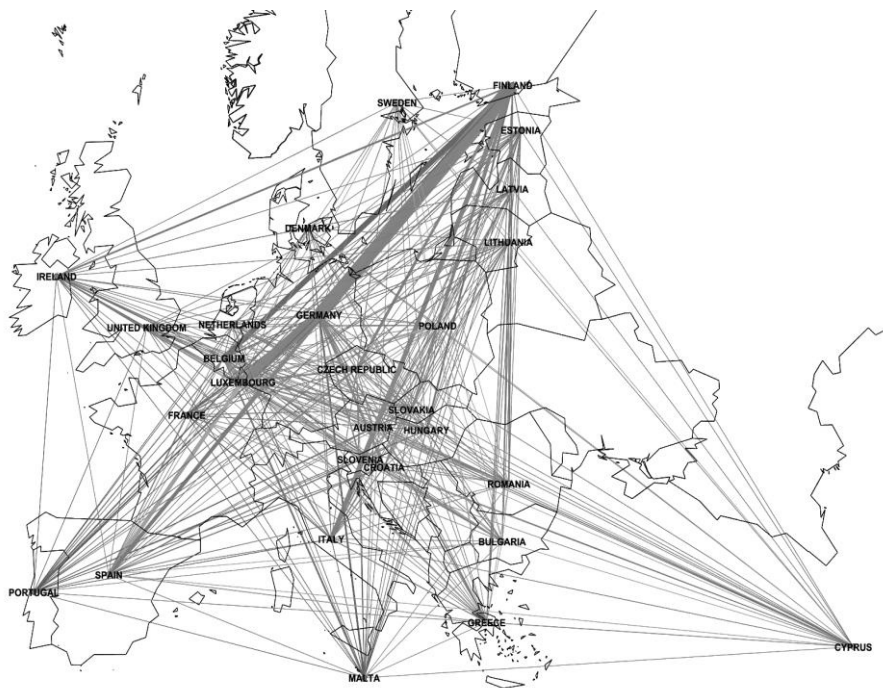 FINLAND
SWEDEN
ESTONIA
LATVIA
DENMARK
LITHUANIA
IRELAND
GERMANY
NETHERLANDS
UNITED KINGDOM
POLAND
BELGIUM
CZECH REPUBLIC
LUXEMBOURG
SLOVAKIA
FRANCE
AUSTRIA
HUNGARY
SLOVENIA
CROATIA
ROMANIA
ITALY
BULGARIA
SPAIN
PORTUGAL
GREECE
CYPRUS
MALTA